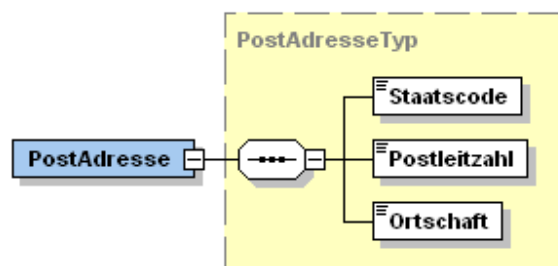 PostAdresseTyp
Staatscode
PostAdresse
Postleitzahl
Ortschaft